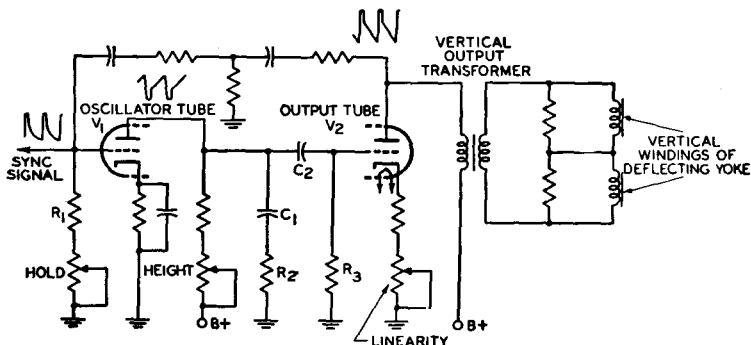 VERTICAL
OUTPUT
TRANSFORMER
OSCILLATOR TUBE
V1
OUTPUT TUBE
V2
SYNC
SIGNAL
C2
VERTICAL
WINDINGS OF
DEFLECTING YOKE
R1
C1
HOLD
HEIGHT
R2
R3
B+
LINEARITY
B+